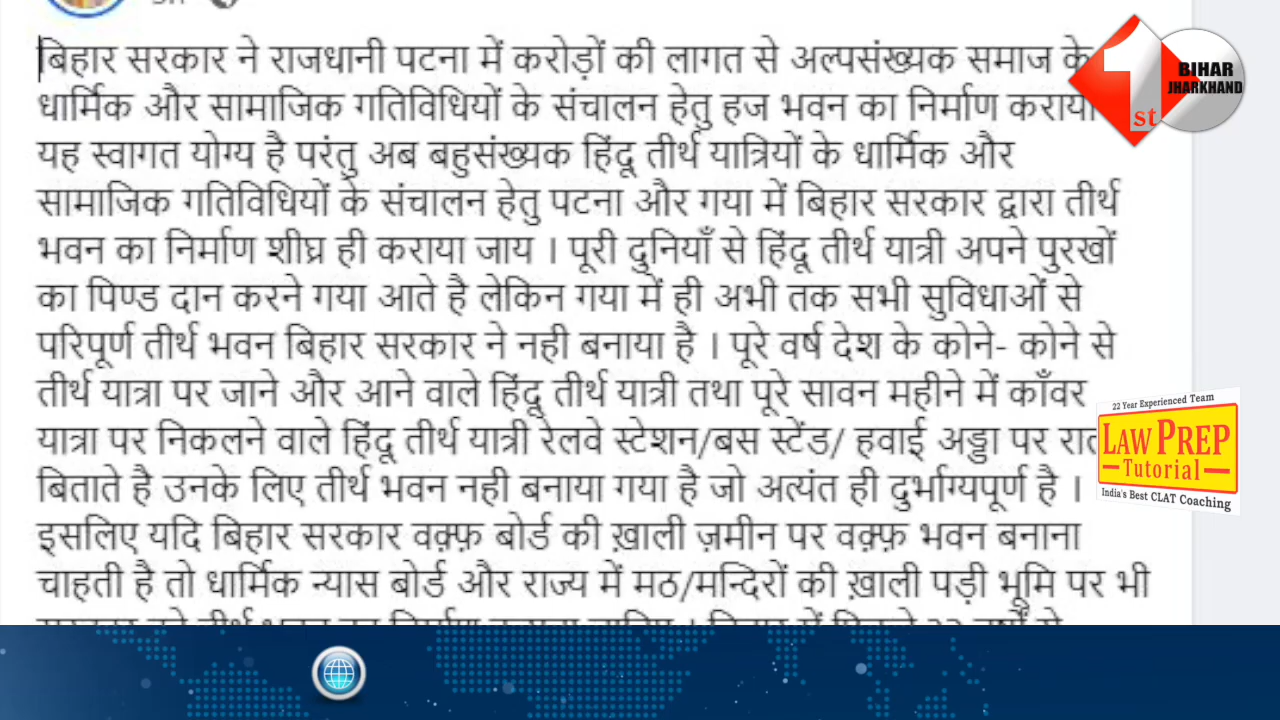 बिहार सरकार ने राजधानी पटना में करोड़ों की लागत से अल्पसंख्यक समाज के
धार्मिक और सामाजिक गतिविधियों के संचालन हेतु हज भवन का निर्माण कराया
यह स्वागत योग्य है परंतु अब बहुसंख्यक हिंदू तीर्थ यात्रियों के धार्मिक और
सामाजिक गतिविधियों के संचालन हेतु पटना और गया में बिहार सरकार द्वारा तीर्थ
भवन का निर्माण शीघ्र ही कराया जाय । पूरी दुनियाँ से हिंदू तीर्थ यात्री अपने पुरखों
का पिण्ड दान करने गया आते है लेकिन गया में ही अभी तक सभी सुविधाओं से
परिपूर्ण तीर्थ भवन बिहार सरकार ने नही बनाया है । पूरे वर्ष देश के कोने- कोने से
तीर्थ यात्रा पर जाने और आने वाले हिंदू तीर्थ यात्री तथा पूरे सावन महीने में काँवर
यात्रा पर निकलने वाले हिंदू तीर्थ यात्री रेलवे स्टेशन/बस स्टेंड/ हवाई अड्डा पर रात
बिताते है उनके लिए तीर्थ भवन नही बनाया गया है जो अत्यंत ही दुर्भाग्यपूर्ण है ।
इसलिए यदि बिहार सरकार वक़्फ़ बोर्ड की ख़ाली ज़मीन पर वक़्फ़ भवन बनाना
चाहती है तो धार्मिक न्यास बोर्ड और राज्य में मठ/मन्दिरों की ख़ाली पड़ी भूमि पर भी
1st
BIHAR
JHARKHAND
22 Year Experienced Team
LAW PREP
Tutorial
India's Best CLAT Coaching